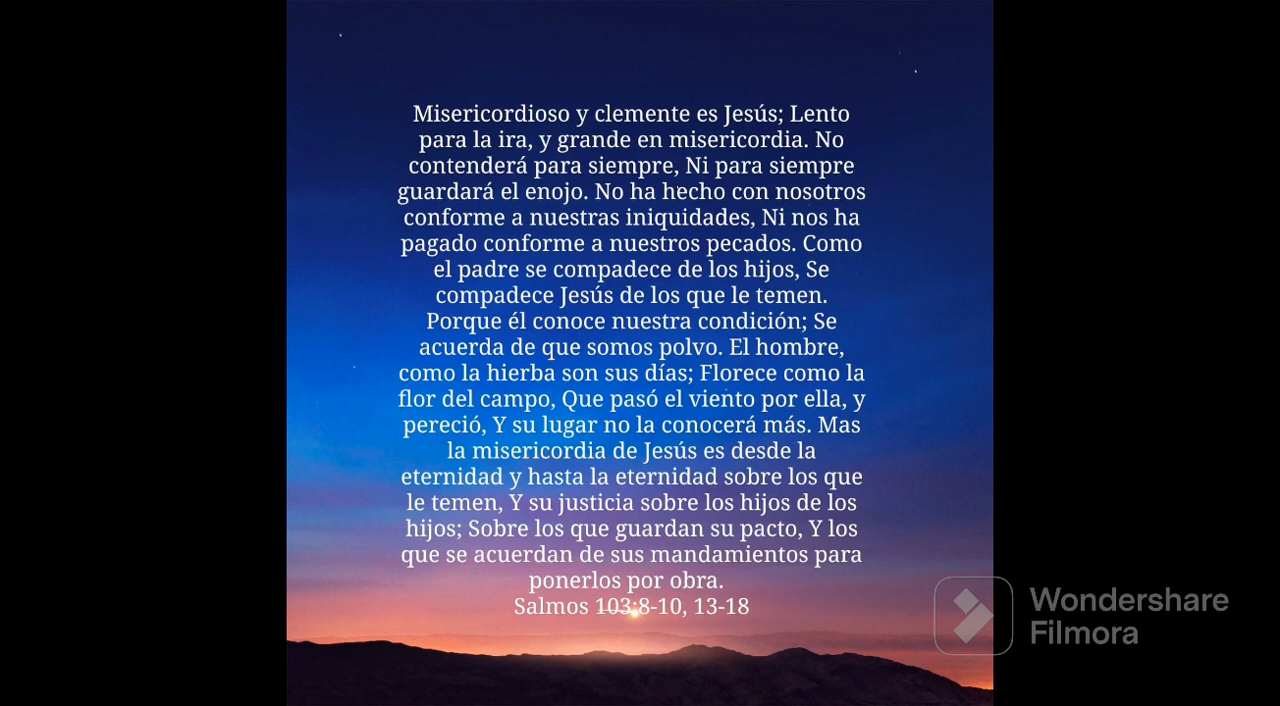 Misericordioso y clemente es Jesús; Lento
para la ira, y grande en misericordia. No
contenderá para siempre, Ni para siempre
guardará el enojo. No ha hecho con nosotros
conforme a nuestras iniquidades, Ni nos ha
pagado conforme a nuestros pecados. Como
el padre se compadece de los hijos, Se
compadece Jesús de los que le temen.
Porque él conoce nuestra condición; Se
acuerda de que somos polvo. El hombre,
como la hierba son sus días; Florece como la
flor del campo, Que pasó el viento por ella, y
pereció, Y su lugar no la conocerá más. Mas
la misericordia de Jesús es desde la
eternidad y hasta la eternidad sobre los que
le temen, Y su justicia sobre los hijos de los
hijos; Sobre los que guardan su pacto, Y los
que se acuerdan de sus mandamientos para
ponerlos por obra.
Salmos 103:8-10, 13-18
Wondershare
Filmora